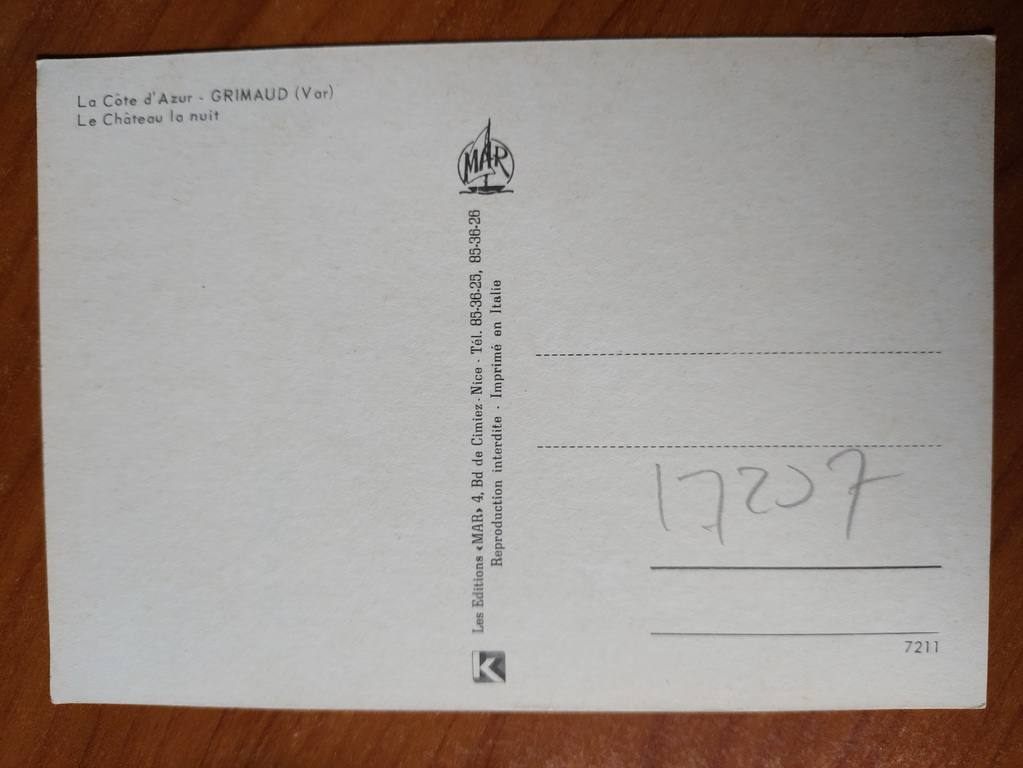 La Côte d'Azur - GRIMAUD (Var)
Le Château la nuit
MAR
Les Editions «MAR» 4, Bd de Cimiez - Nice - Tél. 85-36-25, 85-36-26
Reproduction interdite - Imprimé en Italie
K
17207
7211